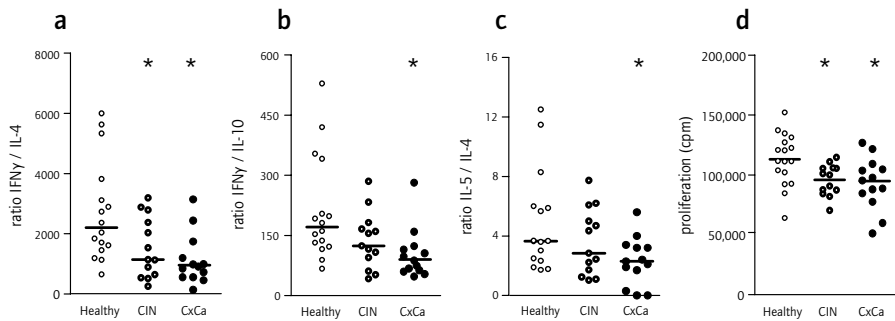 a
ratio IFNγ / IL-4
8000
6000
4000
2000
0
* *
Healthy CIN CxCa
b
ratio IFNγ / IL-10
600
450
300
150
0
*
Healthy CIN CxCa
c
ratio IL-5 / IL-4
16
12
8
4
0
*
Healthy CIN CxCa
d
proliferation (cpm)
200,000
150,000
100,000
50,000
0
* *
Healthy CIN CxCa